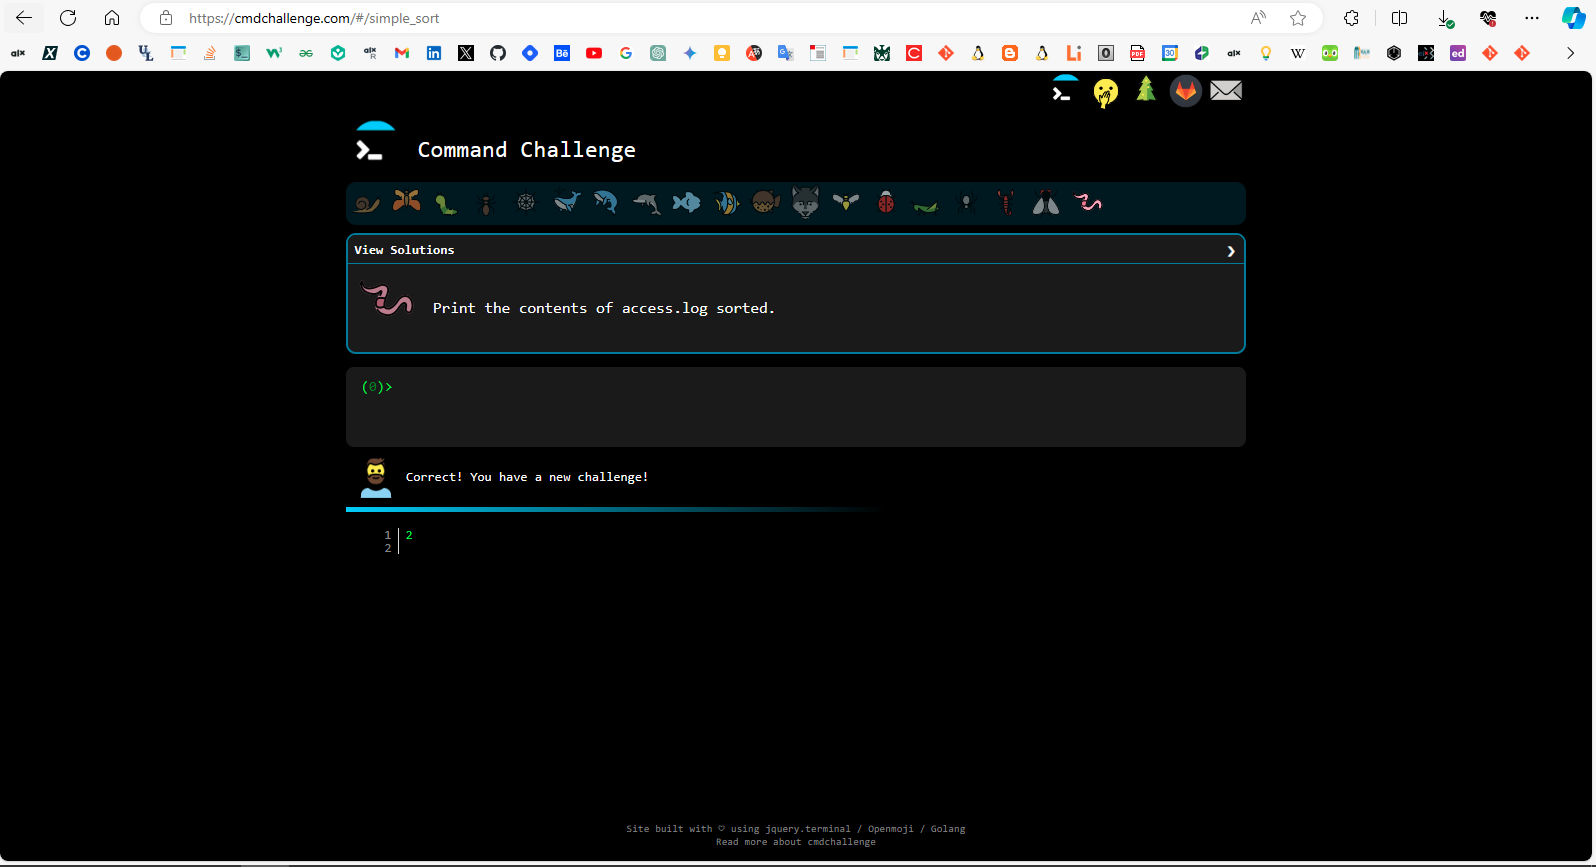 https://cmdchallenge.com/#/simple_sort
Command Challenge
View Solutions
Print the contents of access.log sorted.
(0)>
Correct! You have a new challenge!
1 2
2
Site built with ♡ using jquery.terminal / Openmoji / Golang
Read more about cmdchallenge